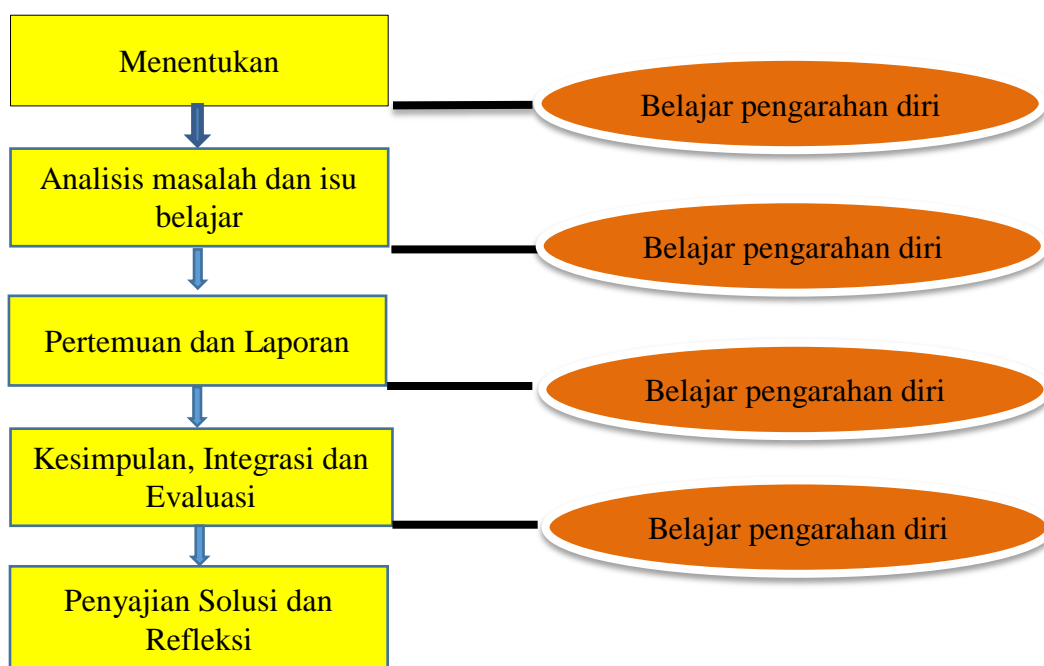 Menentukan
Belajar pengarahan diri
Analisis masalah dan isu
belajar
Belajar pengarahan diri
Pertemuan dan Laporan
Belajar pengarahan diri
Kesimpulan, Integrasi dan
Evaluasi
Belajar pengarahan diri
Penyajian Solusi dan
Refleksi